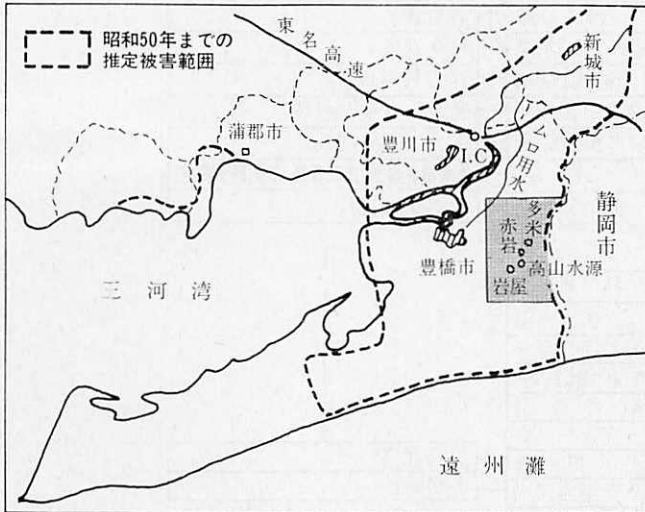 昭和50年までの
推定被害範囲
東名高速
新城市
蒲郡市
豊川市
I.C
ムロ用水
静岡市
多米
赤岩
高山水源
岩屋
豊橋市
三河湾
遠州灘